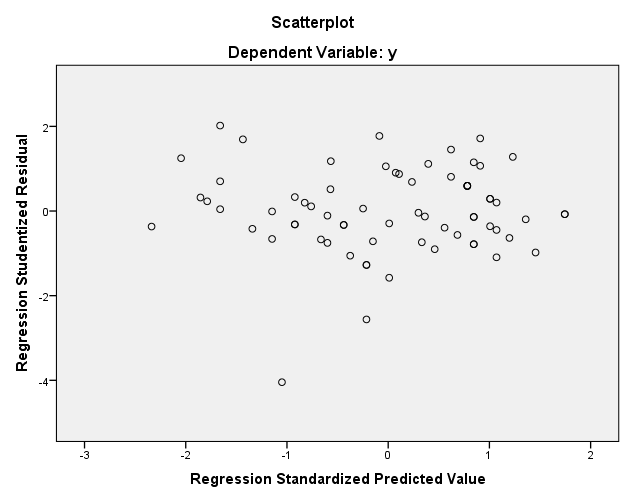 Scatterplot
Dependent Variable: y
Regression Studentized Residual
2
0
-2
-4
-3
-2
-1
0
1
2
Regression Standardized Predicted Value